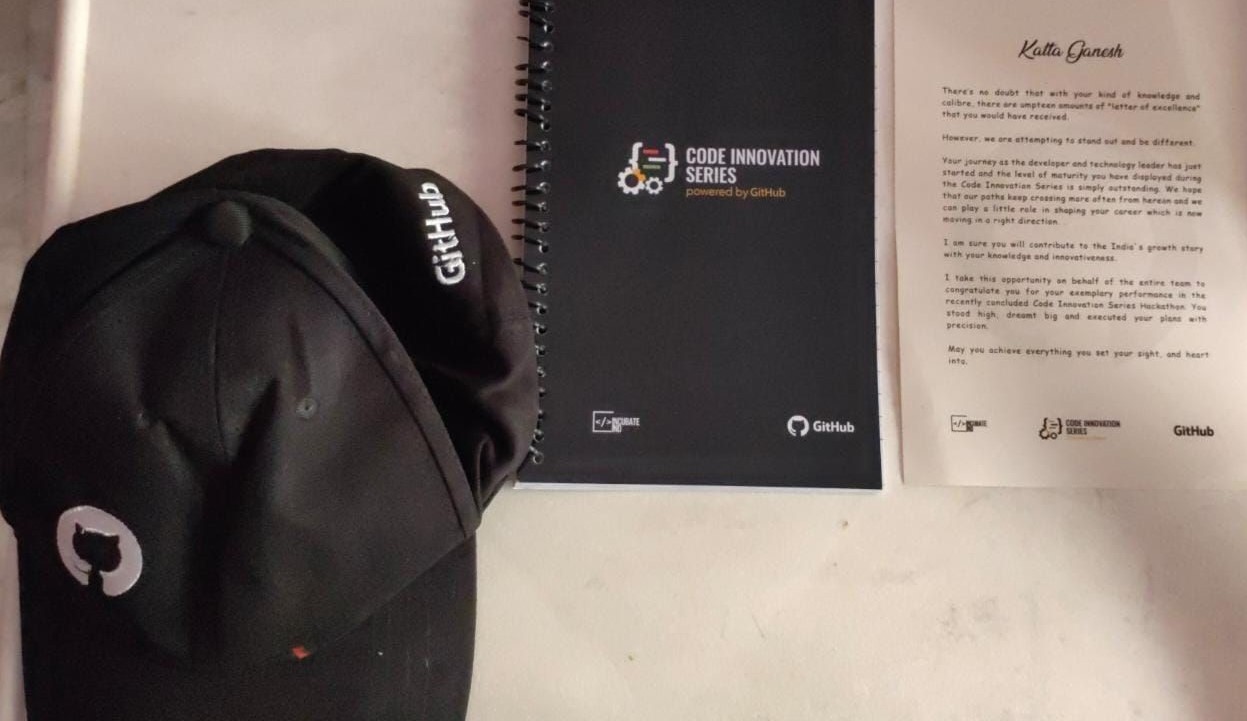 GitHub
CODE INNOVATION
SERIES
powered by GitHub
</>INCUBATE
IND
GitHub
Katta Ganesh
There's no doubt that with your kind of knowledge and
calibre, there are umpteen amounts of "letter of excellence"
that you would have received.
However, we are attempting to stand out and be different.
Your journey as the developer and technology leader has just
started and the level of maturity you have displayed during
the Code Innovation Series is simply outstanding. We hope
that our paths keep crossing more often from hereon and we
can play a little role in shaping your career which is now
moving in a right direction.
I am sure you will contribute to the India's growth story
with your knowledge and innovativeness.
I take this opportunity on behalf of the entire team to
congratulate you for your exemplary performance in the
recently concluded Code Innovation Series Hackathon. You
stood high, dreamt big and executed your plans with
precision.
May you achieve everything you set your sight, and heart
into.
</>INCUBATE
IND
CODE INNOVATION
SERIES
GitHub